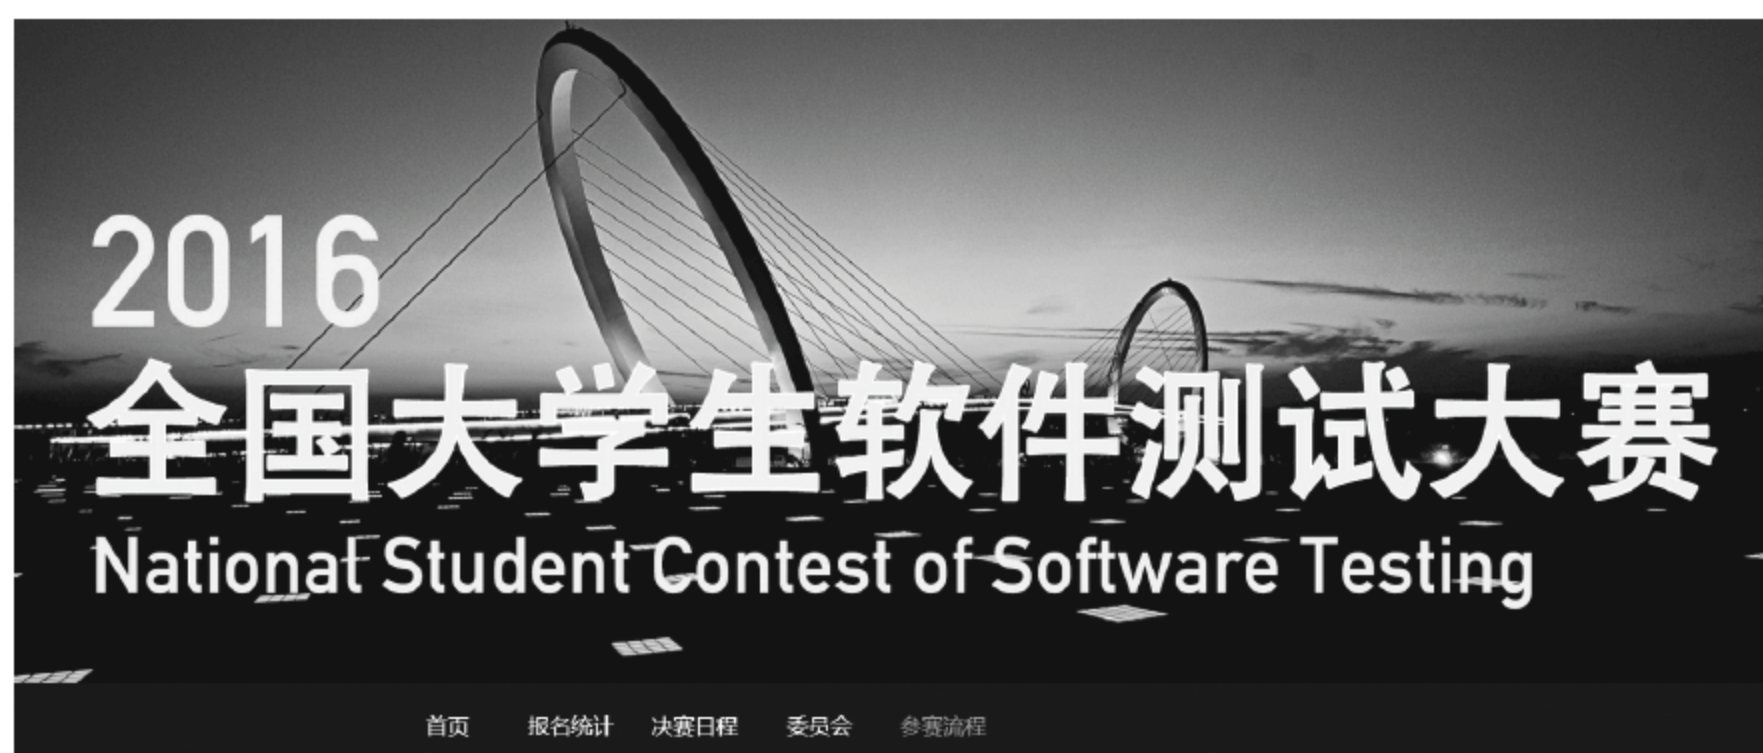 2016
全国大学生软件测试大赛
National Student Contest of Software Testing
首页 报名统计 决赛日程 委员会 参赛流程